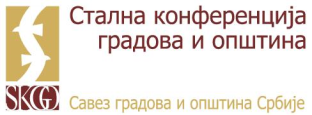 Стална конференција
градова и општина
SKGO
Савез градова и општина Србије